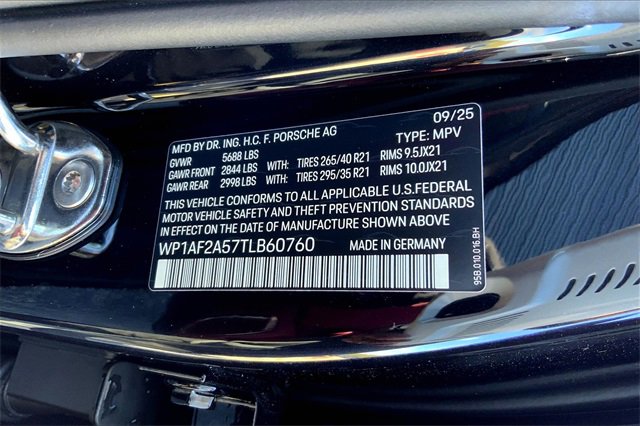 09/25
MFD BY DR. ING. H.C. F. PORSCHE AG
GVWR 5688 LBS TYPE: MPV
GAWR FRONT 2844 LBS WITH: TIRES 265/40 R21 RIMS 9.5JX21
GAWR REAR 2998 LBS WITH: TIRES 295/35 R21 RIMS 10.0JX21
THIS VEHICLE CONFORMS TO ALL APPLICABLE U.S.FEDERAL
MOTOR VEHICLE SAFETY AND THEFT PREVENTION STANDARDS
IN EFFECT ON THE DATE OF MANUFACTURE SHOWN ABOVE.
WP1AF2A57TLB60760 MADE IN GERMANY
95B.010.016.BH